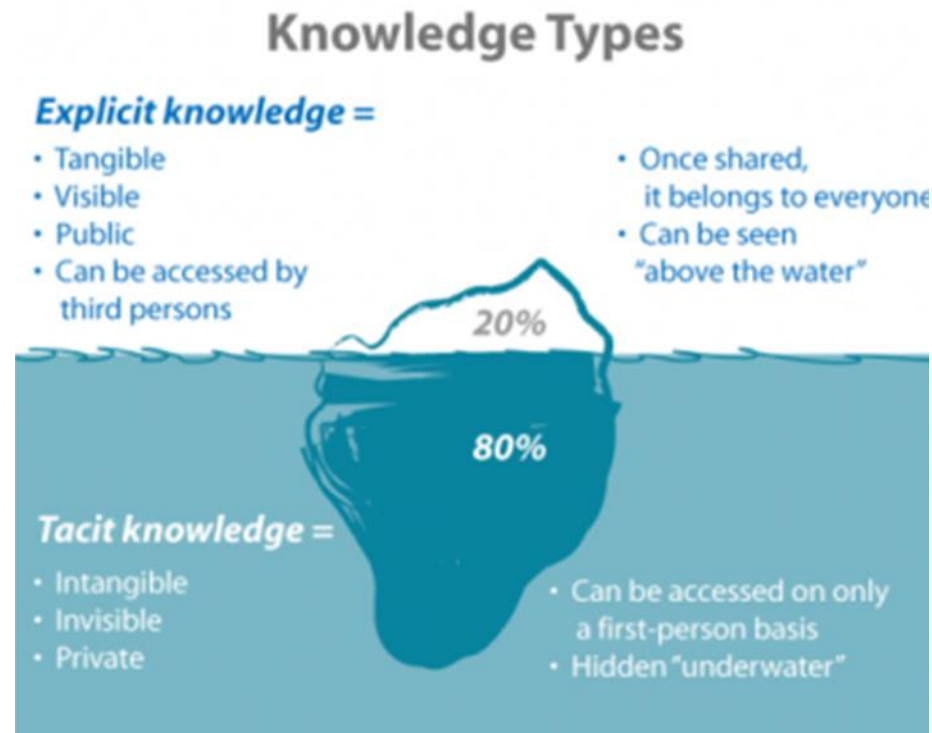 Knowledge Types
Explicit knowledge =
• Tangible
• Visible
• Public
• Can be accessed by
third persons
• Once shared,
it belongs to everyone
• Can be seen
"above the water"
20%
80%
Tacit knowledge =
• Intangible
• Invisible
• Private
• Can be accessed on only
a first-person basis
• Hidden "underwater"